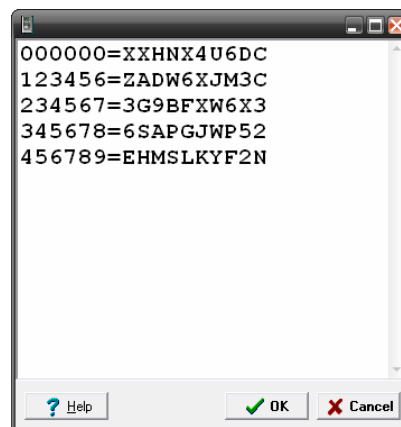 000000=XXHNX4U6DC
123456=ZADW6XJM3C
234567=3G9BFXW6X3
345678=6SAPGJWP52
456789=EHMSLKYF2N
Help
OK
Cancel